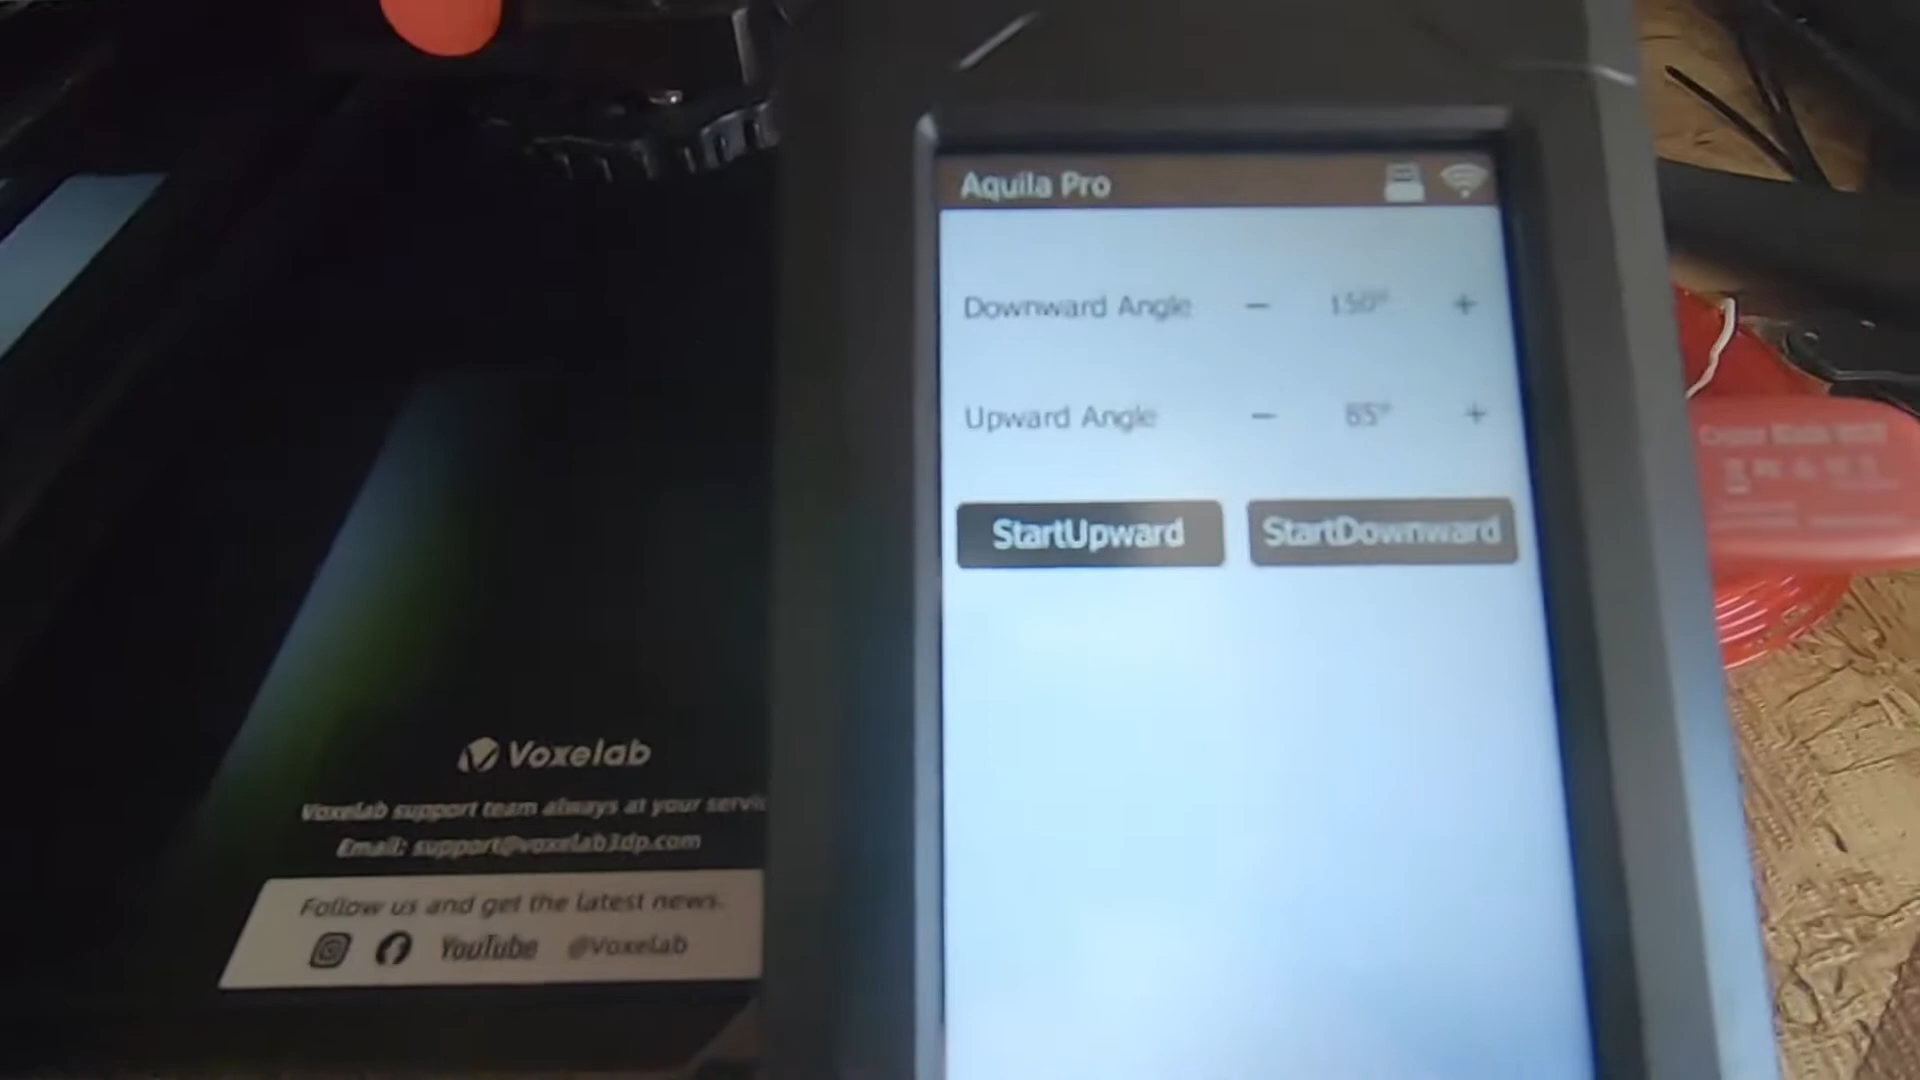 Aquila Pro
Downward Angle − 150° +
Upward Angle − 65° +
StartUpward StartDownward
Voxelab
Voxelab support team always at your servic
Email: support@voxelab3dp.com
Follow us and get the latest news.
YouTube @Voxelab